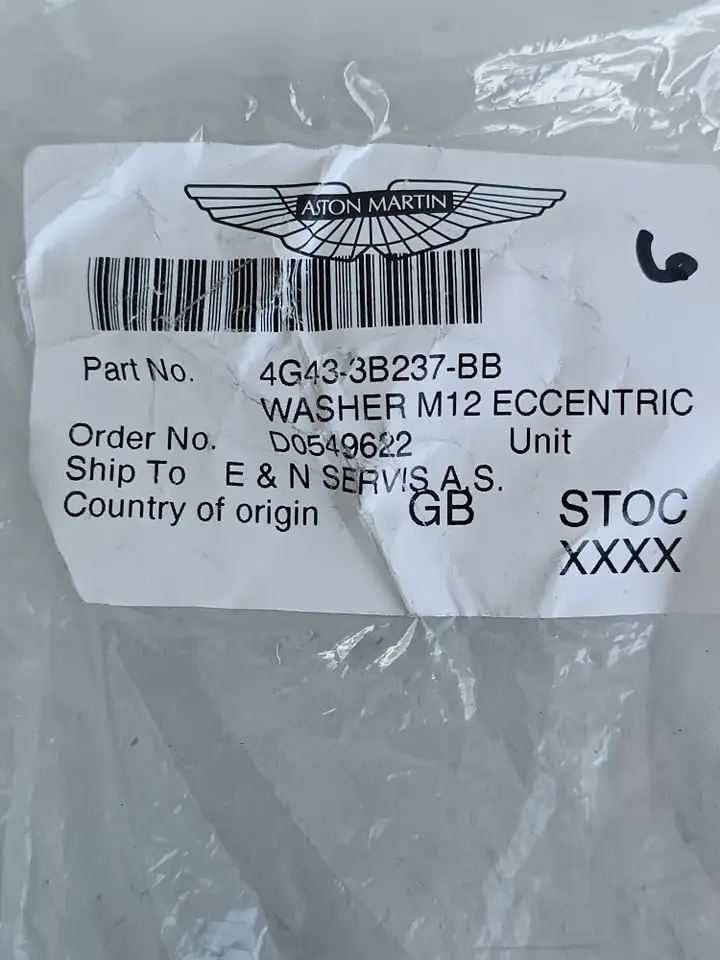 ASTON MARTIN
6
Part No. 4G43-3B237-BB
WASHER M12 ECCENTRIC
Order No. D0549622 Unit
Ship To E & N SERVIS A.S.
Country of origin GB STOC
XXXX